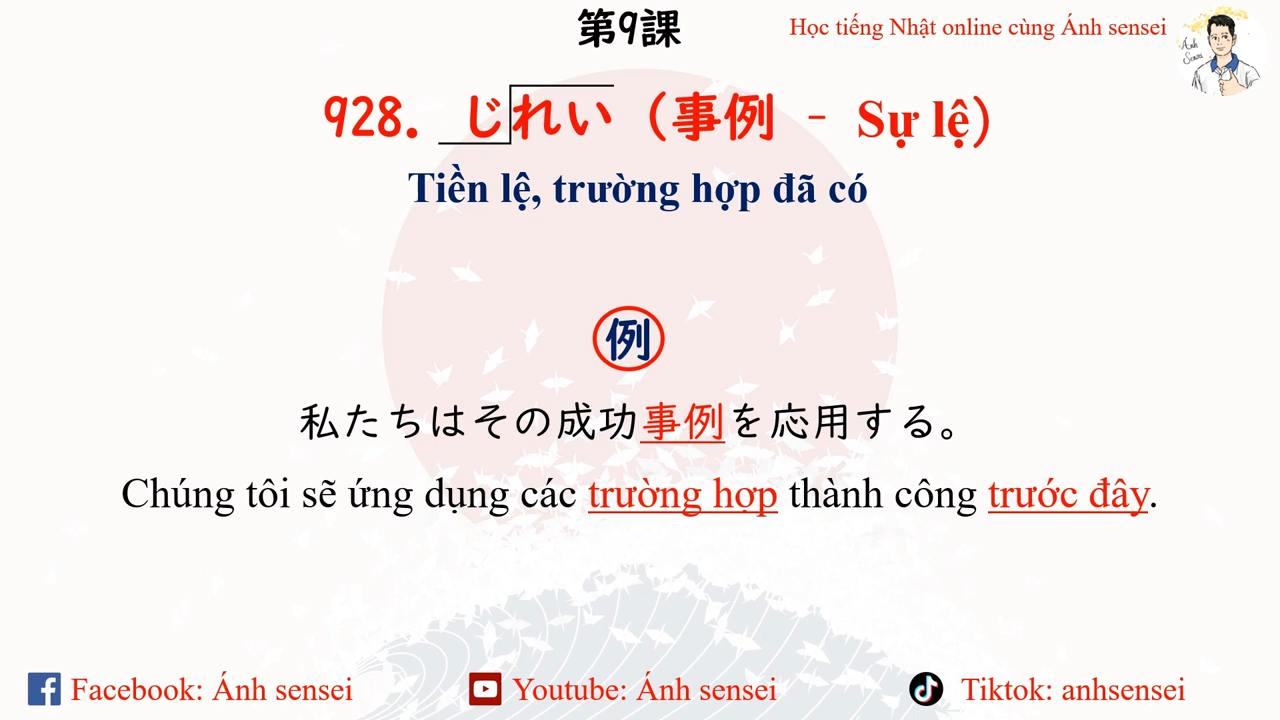 第9課
Học tiếng Nhật online cùng Ánh sensei
Ánh
Sensei
928. じれい（事例 - Sự lệ）
Tiền lệ, trường hợp đã có
例
私たちはその成功事例を応用する。
Chúng tôi sẽ ứng dụng các trường hợp thành công trước đây.
Facebook: Ánh sensei
Youtube: Ánh sensei
Tiktok: anhsensei